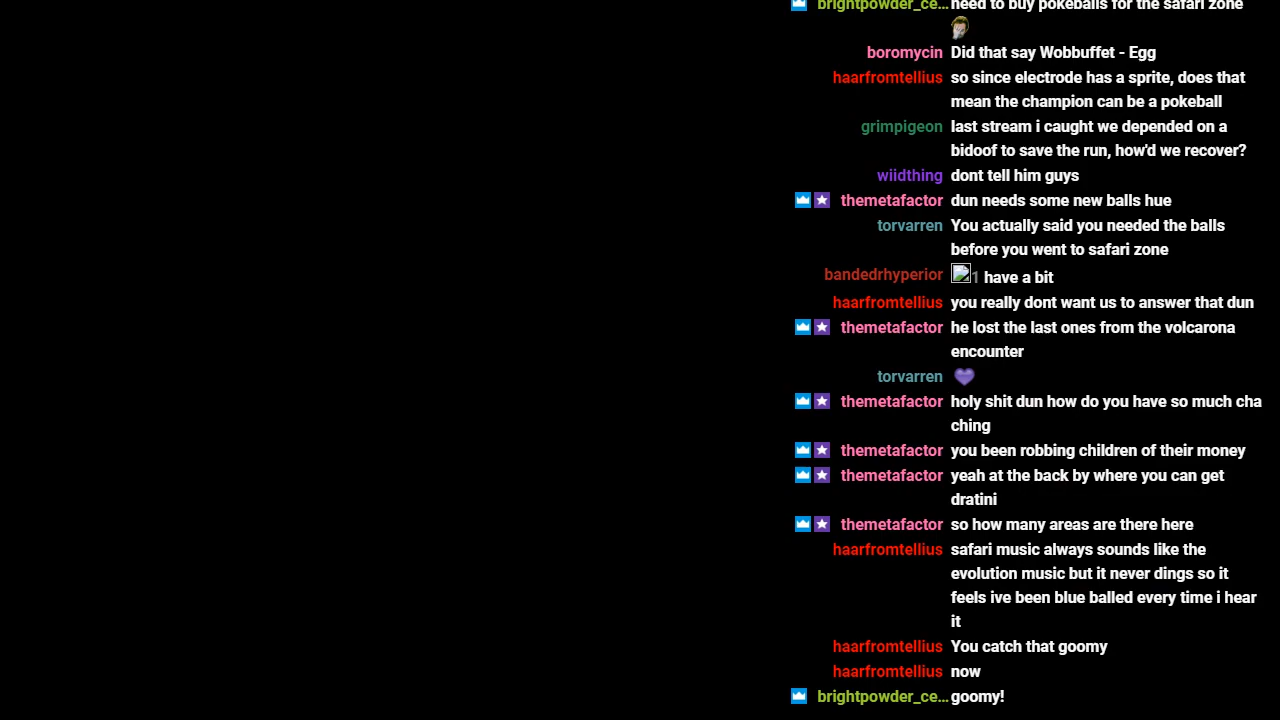 brightpowder_ce... need to buy pokeballs for the safari zone
boromycin Did that say Wobbuffet - Egg
haarfromtellius so since electrode has a sprite, does that
mean the champion can be a pokeball
grimpigeon last stream i caught we depended on a
bidoof to save the run, how'd we recover?
wiidthing dont tell him guys
themetafactor dun needs some new balls hue
torvarren You actually said you needed the balls
before you went to safari zone
bandedrhyperior 1 have a bit
haarfromtellius you really dont want us to answer that dun
themetafactor he lost the last ones from the volcarona
encounter
torvarren
themetafactor holy shit dun how do you have so much cha
ching
themetafactor you been robbing children of their money
themetafactor yeah at the back by where you can get
dratini
themetafactor so how many areas are there here
haarfromtellius safari music always sounds like the
evolution music but it never dings so it
feels ive been blue balled every time i hear
it
haarfromtellius You catch that goomy
haarfromtellius now
brightpowder_ce... goomy!